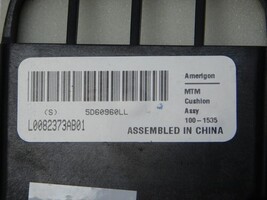 Amerigon
MTM
Cushion
Assy
100-1535
(S) 5D60960LL
L0082373AB01
ASSEMBLED IN CHINA